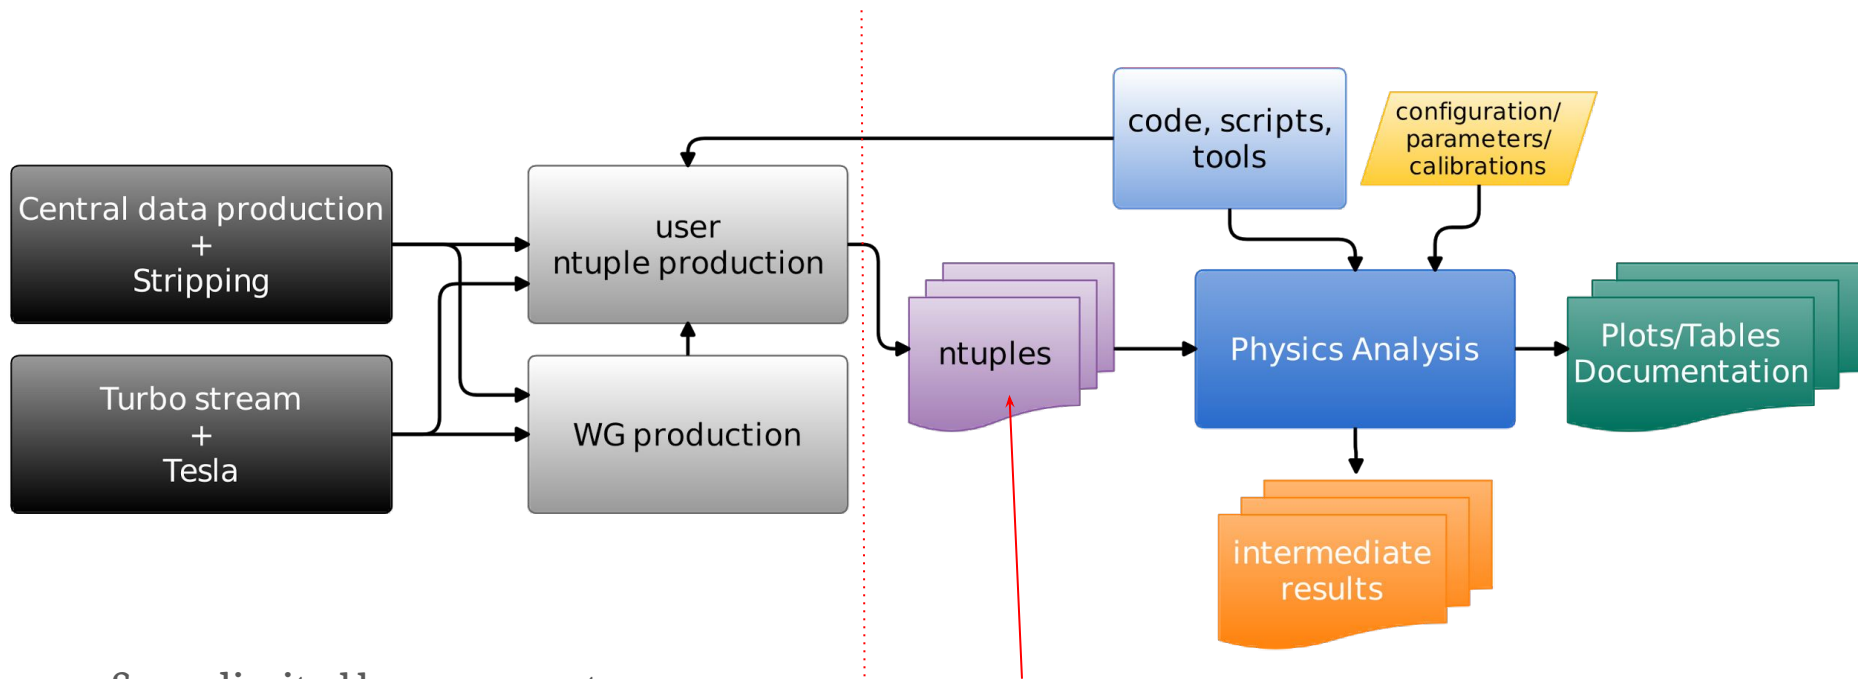 code, scripts,
tools
configuration/
parameters/
calibrations
Central data production
+
Stripping
user
ntuple production
Turbo stream
+
Tesla
WG production
ntuples
Physics Analysis
Plots/Tables
Documentation
intermediate
results